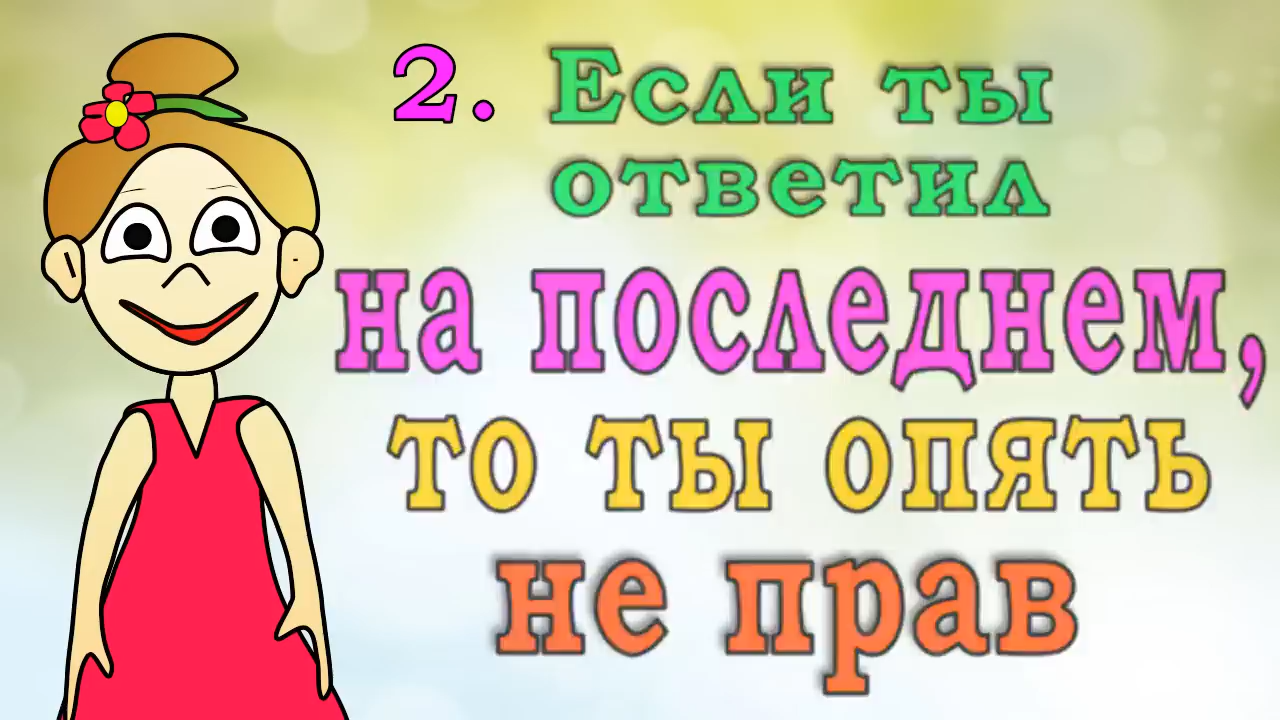 2. Если ты
ответил
на последнем,
то ты опять
не прав